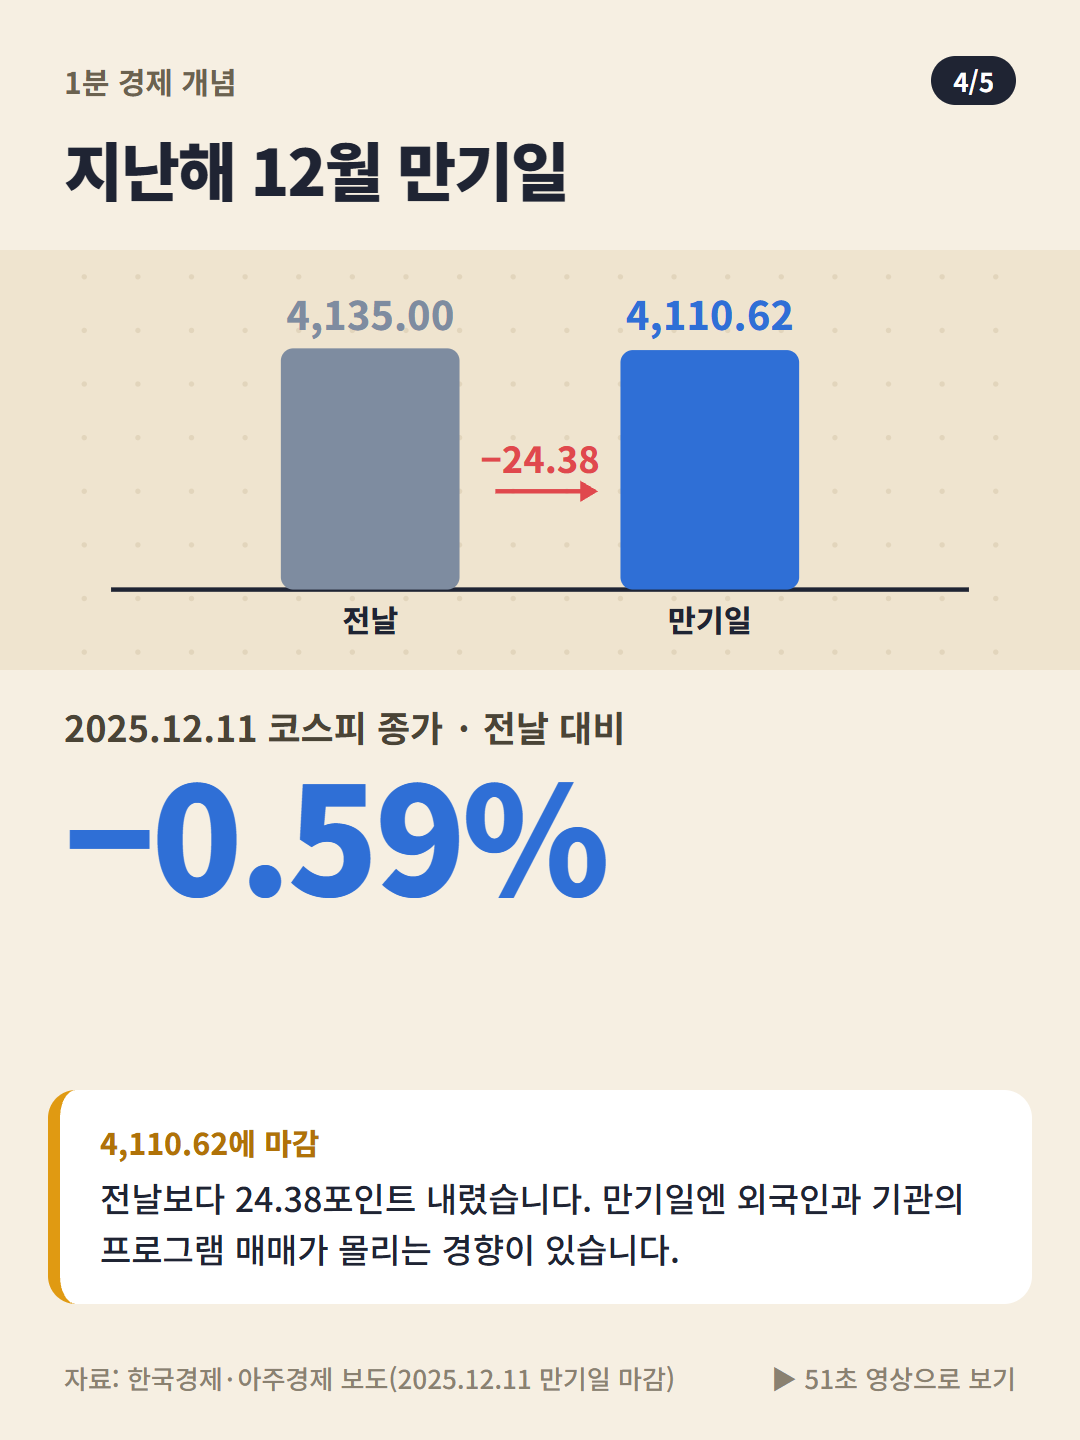 1분 경제 개념
4/5
지난해 12월 만기일
4,135.00
4,110.62
−24.38
전날
만기일
2025.12.11 코스피 종가 · 전날 대비
−0.59%
4,110.62에 마감
전날보다 24.38포인트 내렸습니다. 만기일엔 외국인과 기관의
프로그램 매매가 몰리는 경향이 있습니다.
자료: 한국경제·아주경제 보도(2025.12.11 만기일 마감)
▶ 51초 영상으로 보기